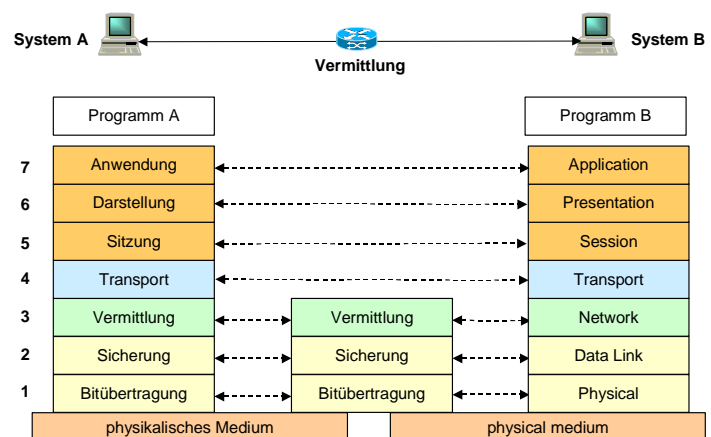 System A
System B
Vermittlung
Programm A
Programm B
7 Anwendung Application
6 Darstellung Presentation
5 Sitzung Session
4 Transport Transport
3 Vermittlung Vermittlung Network
2 Sicherung Sicherung Data Link
1 Bitübertragung Bitübertragung Physical
physikalisches Medium physical medium